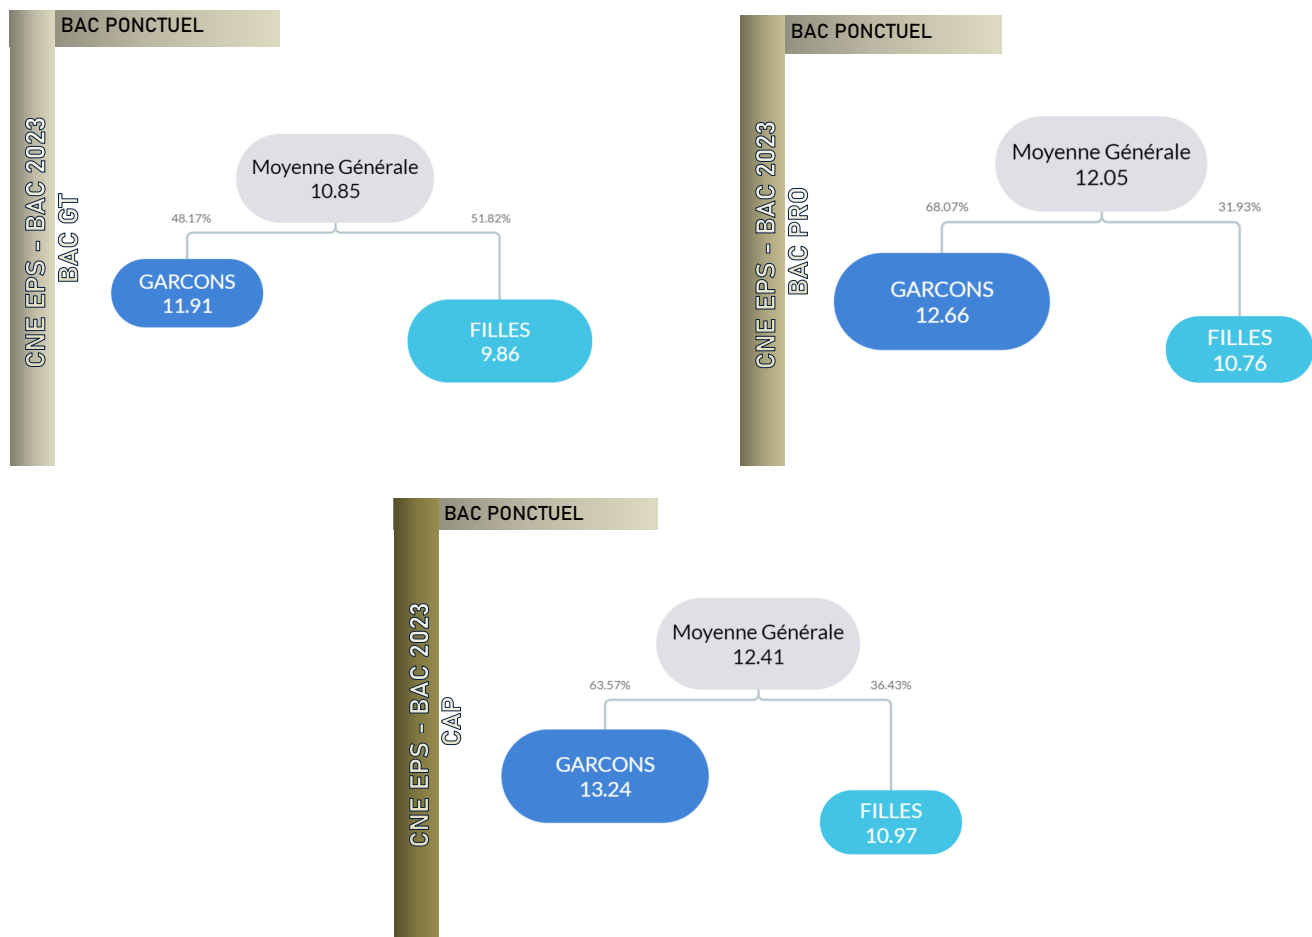 BAC PONCTUEL
CNE EPS - BAC 2023
BAC GT
Moyenne Générale
10.85
48.17%
51.82%
GARCONS
11.91
FILLES
9.86
BAC PONCTUEL
CNE EPS - BAC 2023
BAC PRO
Moyenne Générale
12.05
68.07%
31.93%
GARCONS
12.66
FILLES
10.76
BAC PONCTUEL
CNE EPS - BAC 2023
CAP
Moyenne Générale
12.41
63.57%
36.43%
GARCONS
13.24
FILLES
10.97